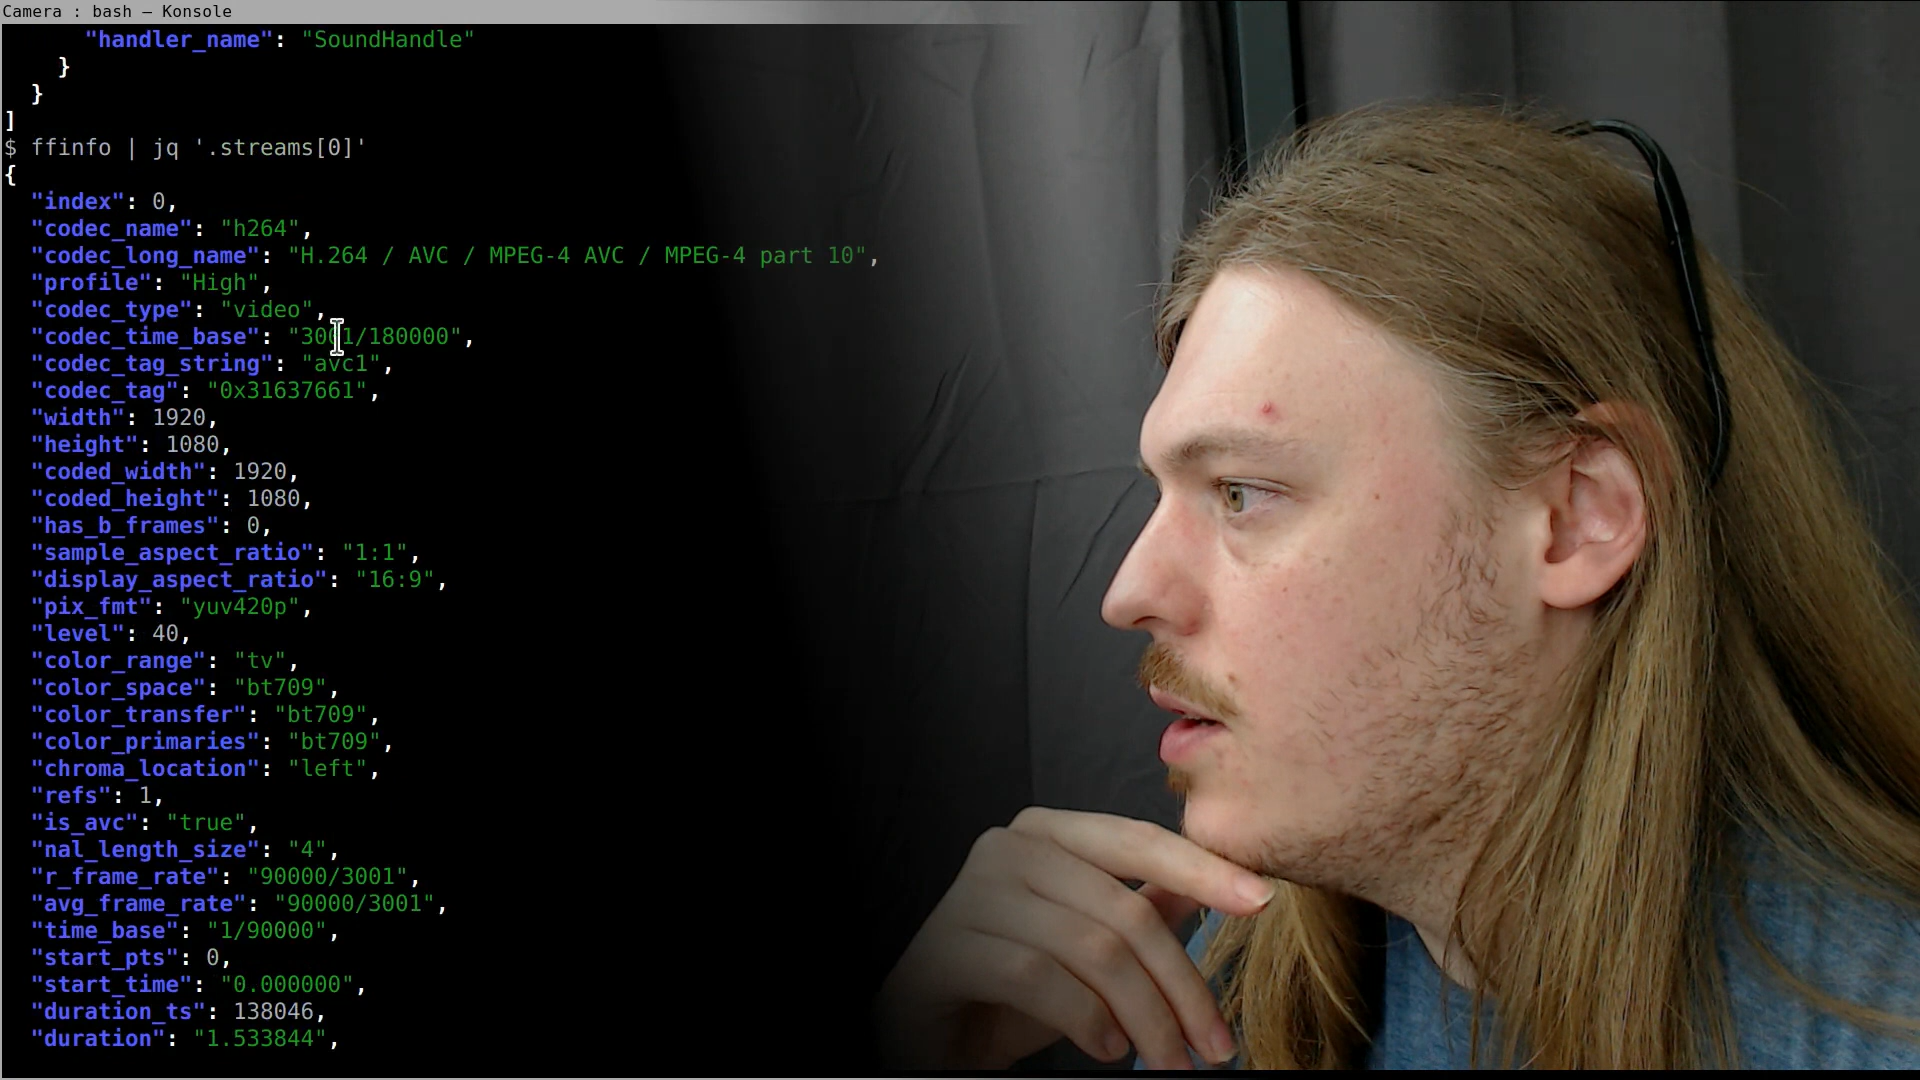 Camera : bash — Konsole
"handler_name": "SoundHandle"
}
}
]
$ ffinfo | jq '.streams[0]'
{
"index": 0,
"codec_name": "h264",
"codec_long_name": "H.264 / AVC / MPEG-4 AVC / MPEG-4 part 10",
"profile": "High",
"codec_type": "video",
"codec_time_base": "3001/180000",
"codec_tag_string": "avc1",
"codec_tag": "0x31637661",
"width": 1920,
"height": 1080,
"coded_width": 1920,
"coded_height": 1080,
"has_b_frames": 0,
"sample_aspect_ratio": "1:1",
"display_aspect_ratio": "16:9",
"pix_fmt": "yuv420p",
"level": 40,
"color_range": "tv",
"color_space": "bt709",
"color_transfer": "bt709",
"color_primaries": "bt709",
"chroma_location": "left",
"refs": 1,
"is_avc": "true",
"nal_length_size": "4",
"r_frame_rate": "90000/3001",
"avg_frame_rate": "90000/3001",
"time_base": "1/90000",
"start_pts": 0,
"start_time": "0.000000",
"duration_ts": 138046,
"duration": "1.533844",